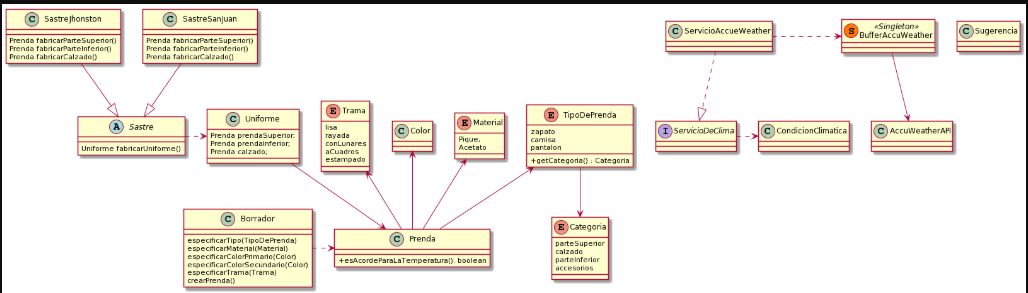 C SastreJhonston
Prenda fabricarParteSuperior()
Prenda fabricarParteInferior()
Prenda fabricarCalzado()
C SastreSanJuan
Prenda fabricarParteSuperior()
Prenda fabricarParteInferior()
Prenda fabricarCalzado()
C ServicioAccueWeather
S «Singleton»
BufferAccuWeather
C Sugerencia
A Sastre
Uniforme fabricarUniforme()
C Uniforme
Prenda prendaSuperior;
Prenda prendaInferior;
Prenda calzado;
E Trama
lisa
rayada
conLunares
aCuadros
estampado
C Color
E Material
Pique,
Acetato
E TipoDePrenda
zapato
camisa
pantalon
+getCategoria() : Categoria
I ServicioDeClima
C CondicionClimatica
C AccuWeatherAPI
C Borrador
especificarTipo(TipoDePrenda)
especificarMaterial(Material)
especificarColorPrimario(Color)
especificarColorSecundario(Color)
especificarTrama(Trama)
crearPrenda()
C Prenda
+esAcordeParaLaTemperatura(): boolean
E Categoria
parteSuperior
calzado
parteInferior
accesorios